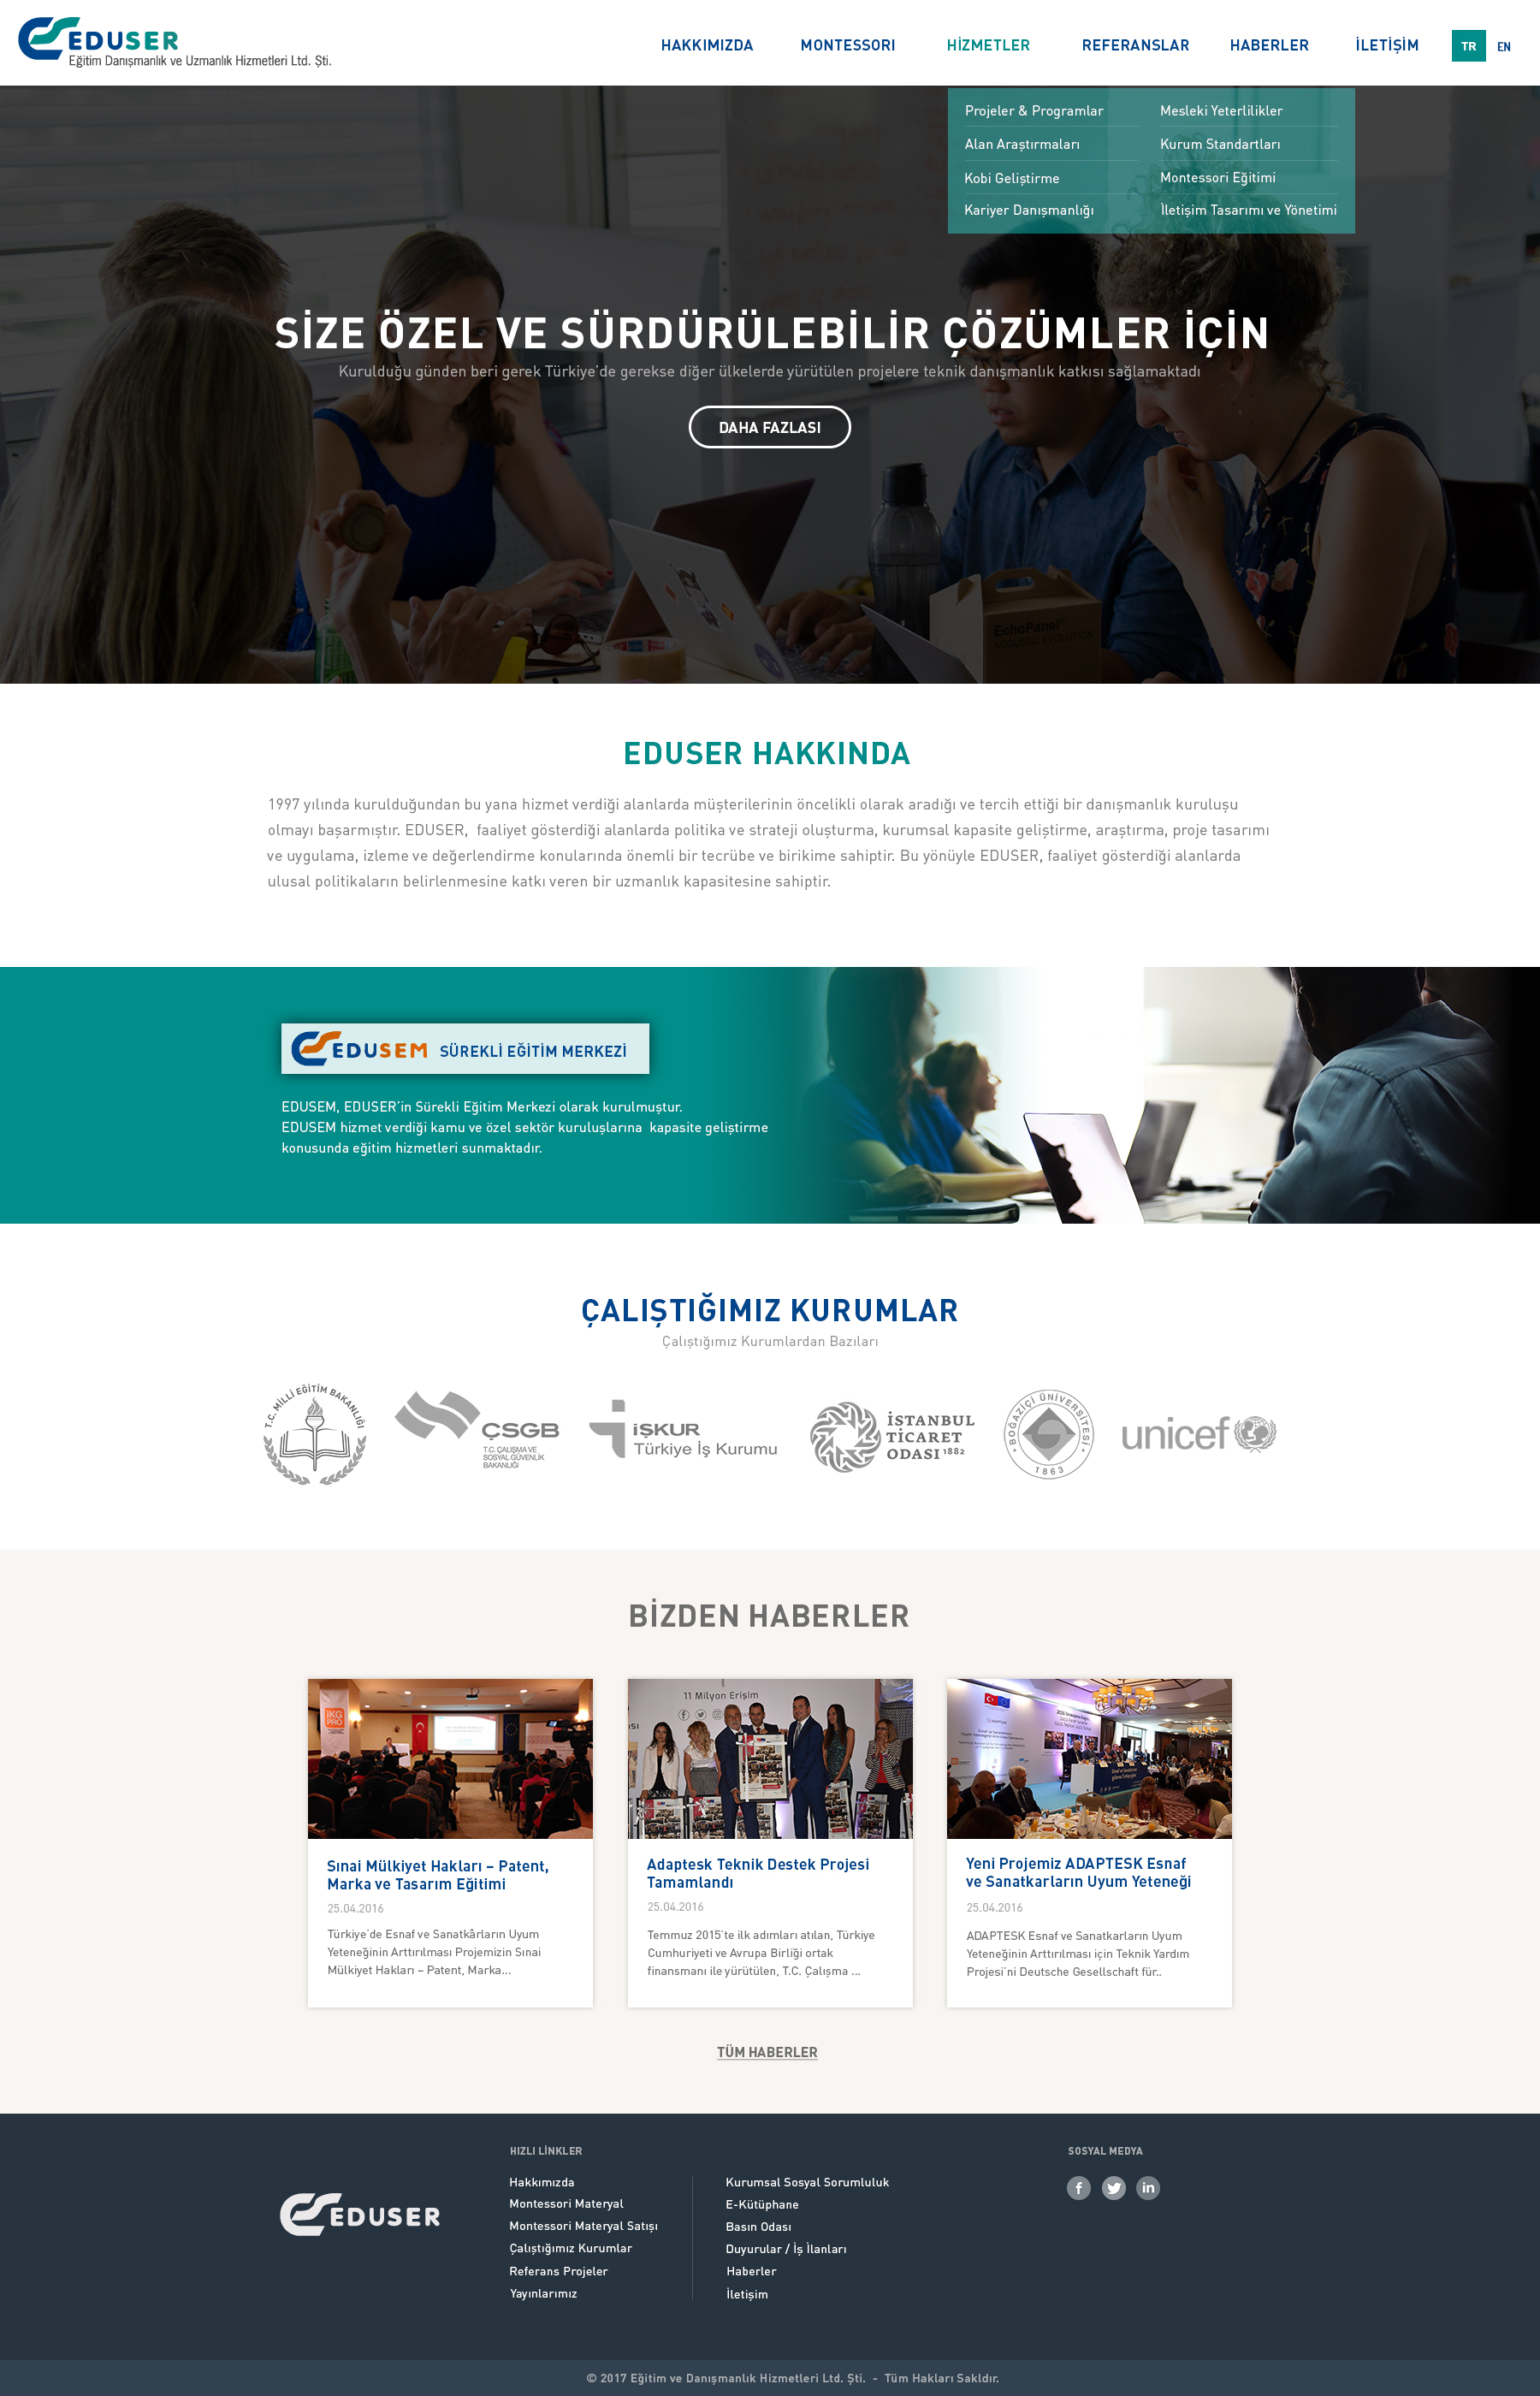 EDUSER
Eğitim Danışmanlık ve Uzmanlık Hizmetleri Ltd. Şti.
HAKKIMIZDA
MONTESSORI
HİZMETLER
REFERANSLAR
HABERLER
İLETİŞİM
TR
EN
Projeler & Programlar
Alan Araştırmaları
Kobi Geliştirme
Kariyer Danışmanlığı
Mesleki Yeterlilikler
Kurum Standartları
Montessori Eğitimi
İletişim Tasarımı ve Yönetimi
SİZE ÖZEL VE SÜRDÜRÜLEBİLİR ÇÖZÜMLER İÇİN
Kurulduğu günden beri gerek Türkiye'de gerekse diğer ülkelerde yürütülen projelere teknik danışmanlık katkısı sağlamaktadı
DAHA FAZLASI
EchoPanel®
ACOUSTIC EVOLUTION
EDUSER HAKKINDA
1997 yılında kurulduğundan bu yana hizmet verdiği alanlarda müşterilerinin öncelikli olarak aradığı ve tercih ettiği bir danışmanlık kuruluşu
olmayı başarmıştır. EDUSER,  faaliyet gösterdiği alanlarda politika ve strateji oluşturma, kurumsal kapasite geliştirme, araştırma, proje tasarımı
ve uygulama, izleme ve değerlendirme konularında önemli bir tecrübe ve birikime sahiptir. Bu yönüyle EDUSER, faaliyet gösterdiği alanlarda
ulusal politikaların belirlenmesine katkı veren bir uzmanlık kapasitesine sahiptir.
EDUSEM SÜREKLİ EĞİTİM MERKEZİ
EDUSEM, EDUSER'in Sürekli Eğitim Merkezi olarak kurulmuştur.
EDUSEM hizmet verdiği kamu ve özel sektör kuruluşlarına  kapasite geliştirme
konusunda eğitim hizmetleri sunmaktadır.
ÇALIŞTIĞIMIZ KURUMLAR
Çalıştığımız Kurumlardan Bazıları
T.C. MİLLİ EĞİTİM BAKANLIĞI
ÇSGB
T.C. ÇALIŞMA VE
SOSYAL GÜVENLİK
BAKANLIĞI
İŞKUR
Türkiye İş Kurumu
İSTANBUL
TİCARET
ODASI 1882
BOĞAZİÇİ ÜNİVERSİTESİ
1863
unicef
BİZDEN HABERLER
İKG
PRO
11 Milyon Erişim
Sınai Mülkiyet Hakları – Patent,
Marka ve Tasarım Eğitimi
25.04.2016
Türkiye'de Esnaf ve Sanatkârların Uyum
Yeteneğinin Arttırılması Projemizin Sınai
Mülkiyet Hakları – Patent, Marka...
Adaptesk Teknik Destek Projesi
Tamamlandı
25.04.2016
Temmuz 2015'te ilk adımları atılan, Türkiye
Cumhuriyeti ve Avrupa Birliği ortak
finansmanı ile yürütülen, T.C. Çalışma ...
Yeni Projemiz ADAPTESK Esnaf
ve Sanatkarların Uyum Yeteneği
25.04.2016
ADAPTESK Esnaf ve Sanatkarların Uyum
Yeteneğinin Arttırılması için Teknik Yardım
Projesi'ni Deutsche Gesellschaft für..
TÜM HABERLER
EDUSER
HIZLI LİNKLER
Hakkımızda
Montessori Materyal
Montessori Materyal Satışı
Çalıştığımız Kurumlar
Referans Projeler
Yayınlarımız
Kurumsal Sosyal Sorumluluk
E-Kütüphane
Basın Odası
Duyurular / İş İlanları
Haberler
İletişim
SOSYAL MEDYA
f
in
© 2017 Eğitim ve Danışmanlık Hizmetleri Ltd. Şti.  -  Tüm Hakları Sakldır.